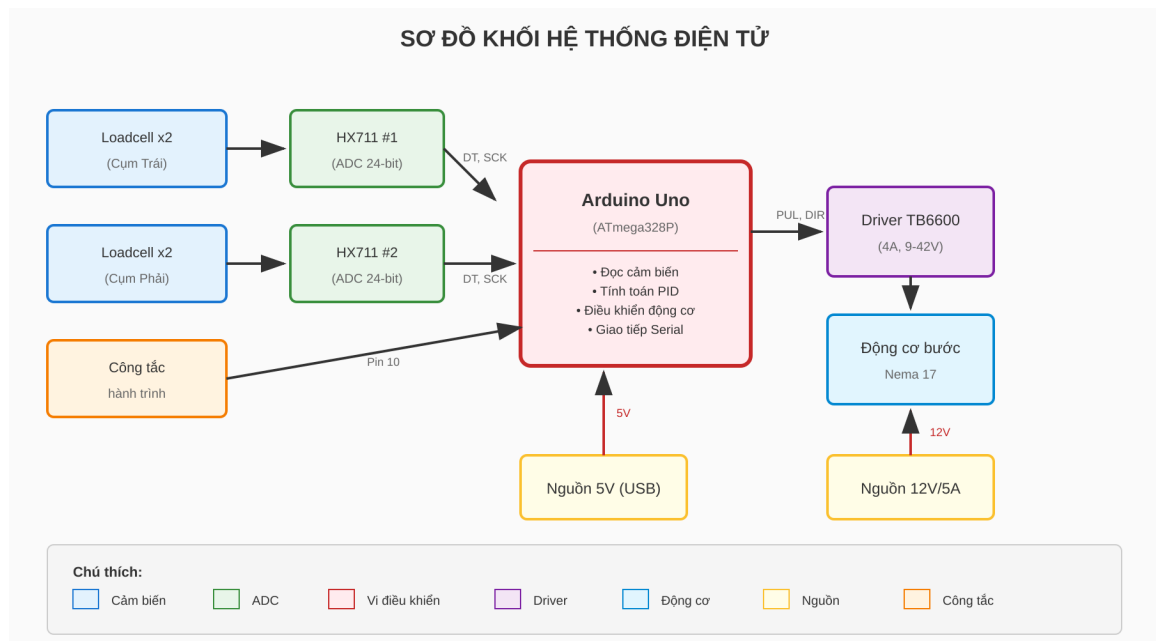 SƠ ĐỒ KHỐI HỆ THỐNG ĐIỆN TỬ
Loadcell x2
(Cụm Trái)
HX711 #1
(ADC 24-bit)
DT, SCK
Loadcell x2
(Cụm Phải)
HX711 #2
(ADC 24-bit)
DT, SCK
Công tắc
hành trình
Pin 10
Arduino Uno
(ATmega328P)
• Đọc cảm biến
• Tính toán PID
• Điều khiển động cơ
• Giao tiếp Serial
PUL, DIR
Driver TB6600
(4A, 9-42V)
Động cơ bước
Nema 17
5V
12V
Nguồn 5V (USB)
Nguồn 12V/5A
Chú thích:
Cảm biến
ADC
Vi điều khiển
Driver
Động cơ
Nguồn
Công tắc